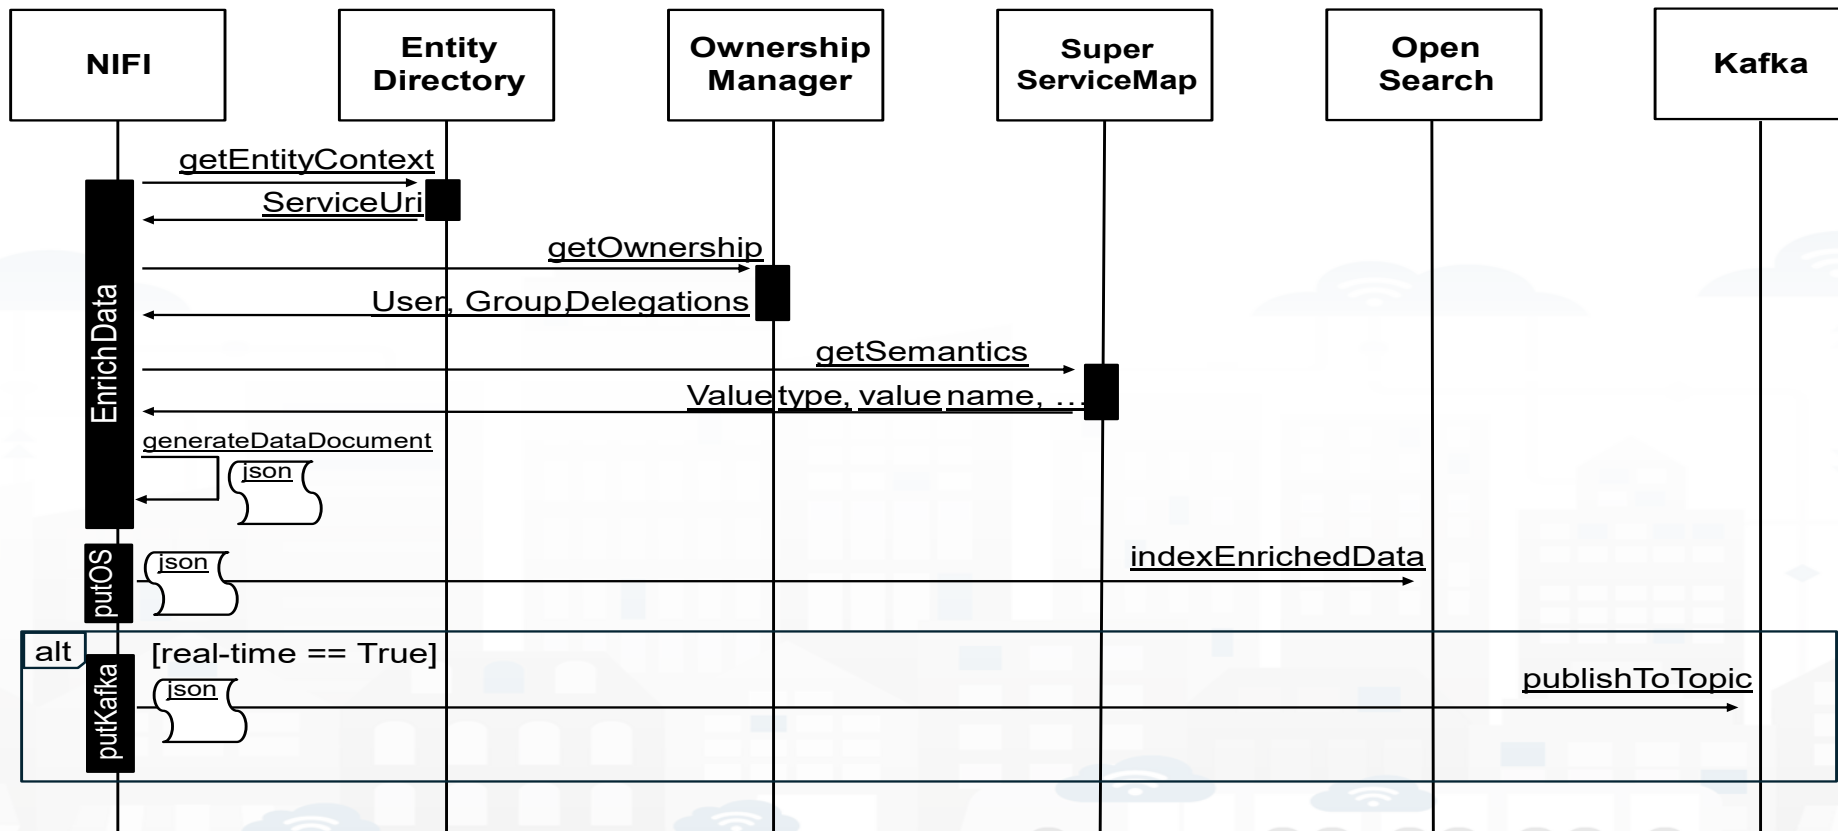 NIFI
Entity
Directory
Ownership
Manager
Super
ServiceMap
Open
Search
Kafka
getEntityContext
ServiceUri
getOwnership
User, Group,Delegations
getSemantics
Value type, value name, ...
EnrichData
generateDataDocument
json
putOS
json
indexEnrichedData
alt
[real-time == True]
putKafka
json
publishToTopic